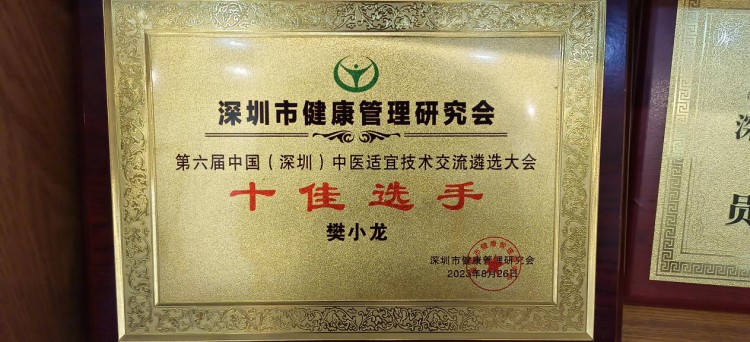 深圳市健康管理研究会
第六届中国（深圳）中医适宜技术交流遴选大会
十佳选手
樊小龙
深圳市健康管理研究会
2023年8月26日
深
员